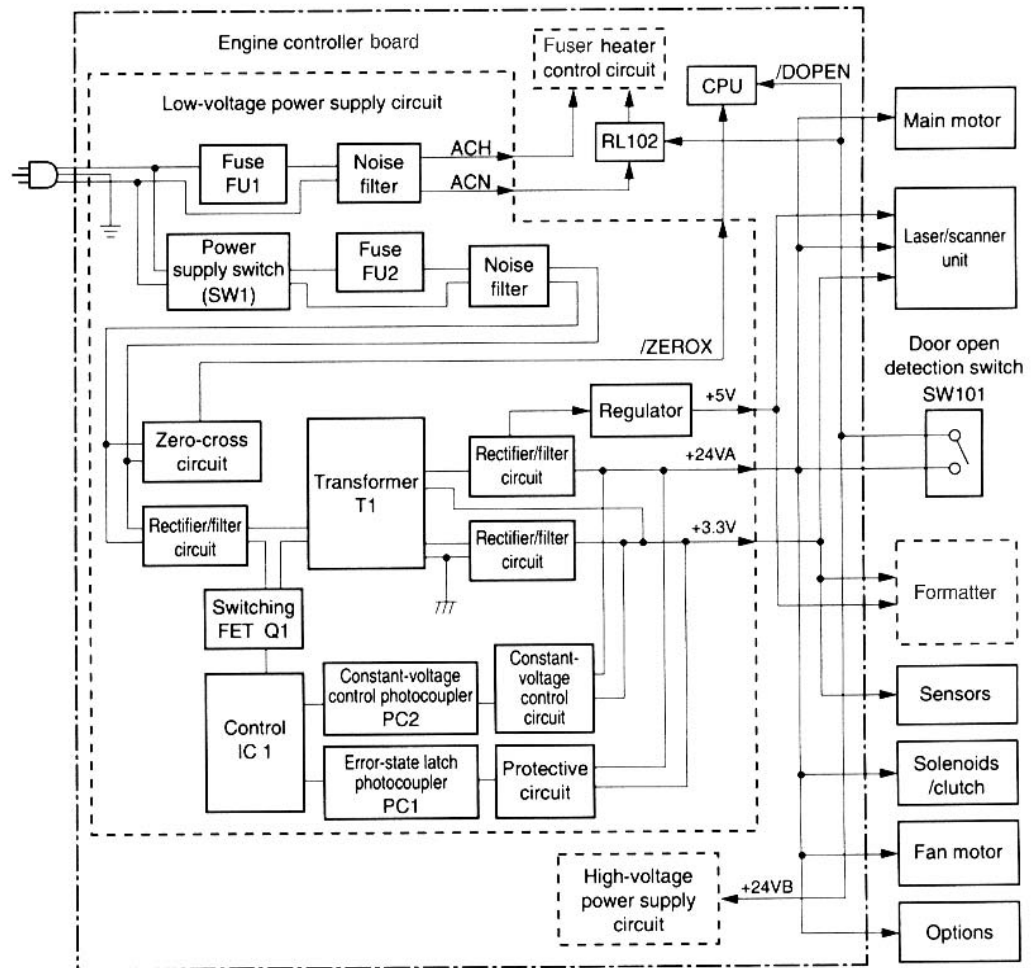 Engine controller board
Fuser heater
control circuit
CPU
/DOPEN
Main motor
Low-voltage power supply circuit
Fuse
FU1
Noise
filter
ACH
ACN
RL102
Laser/scanner
unit
Power
supply switch
(SW1)
Fuse
FU2
Noise
filter
/ZEROX
Door open
detection switch
SW101
Zero-cross
circuit
Transformer
T1
Regulator
+5V
Rectifier/filter
circuit
+24VA
Rectifier/filter
circuit
Rectifier/filter
circuit
+3.3V
Formatter
Switching
FET Q1
Control
IC 1
Constant-voltage
control photocoupler
PC2
Constant-
voltage
control
circuit
Sensors
Error-state latch
photocoupler
PC1
Protective
circuit
Solenoids
/clutch
Fan motor
High-voltage
power supply
circuit
+24VB
Options